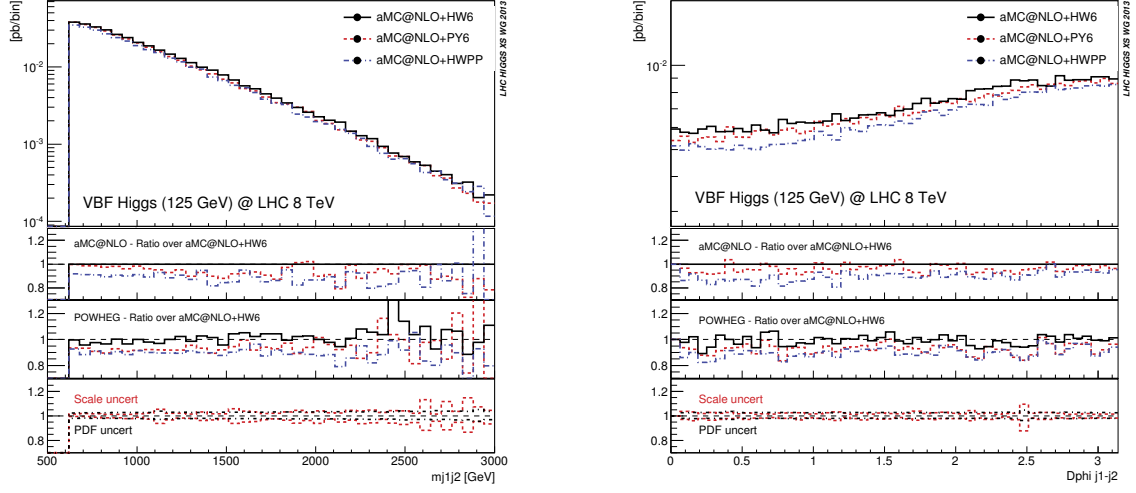 [pb/bin]
aMC@NLO+HW6
aMC@NLO+PY6
aMC@NLO+HWPP
LHC HIGGS XS WG 2013
10-2
10-3
10-4
VBF Higgs (125 GeV) @ LHC 8 TeV
aMC@NLO - Ratio over aMC@NLO+HW6
1.2
1
0.8
POWHEG - Ratio over aMC@NLO+HW6
1.2
1
0.8
Scale uncert
PDF uncert
1.2
1
0.8
500 1000 1500 2000 2500 3000
mj1j2 [GeV]
[pb/bin]
aMC@NLO+HW6
aMC@NLO+PY6
aMC@NLO+HWPP
LHC HIGGS XS WG 2013
10-2
VBF Higgs (125 GeV) @ LHC 8 TeV
aMC@NLO - Ratio over aMC@NLO+HW6
1.2
1
0.8
POWHEG - Ratio over aMC@NLO+HW6
1.2
1
0.8
Scale uncert
PDF uncert
1.2
1
0.8
0 0.5 1 1.5 2 2.5 3
Dphi j1-j2